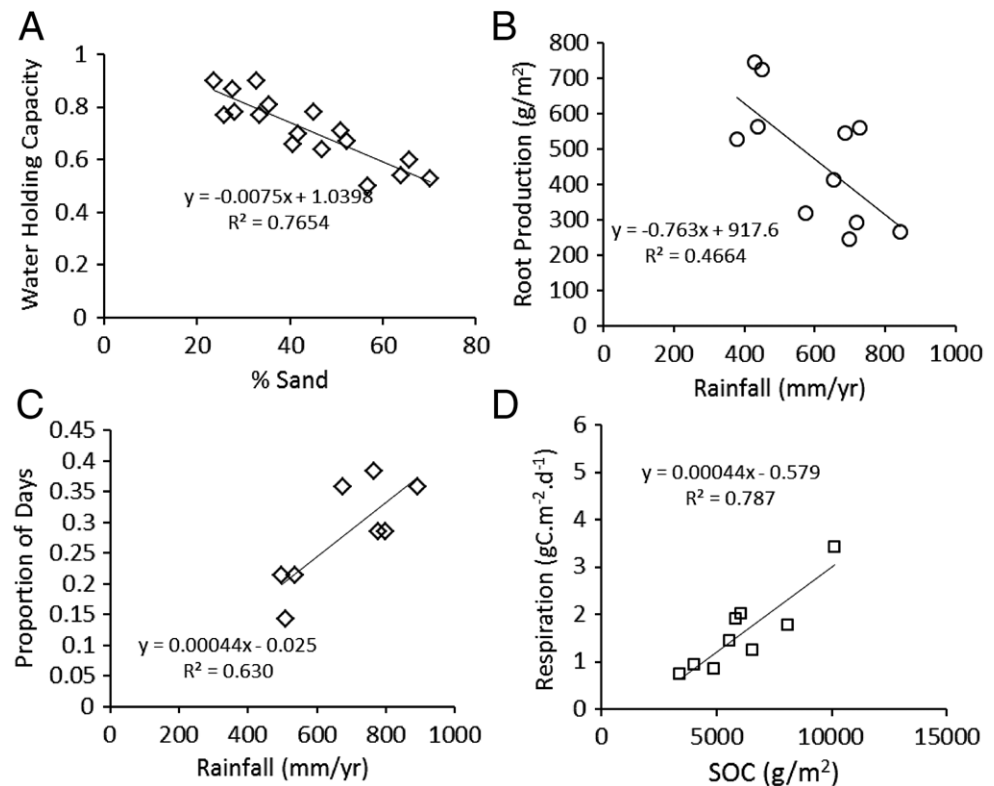 A
Water Holding Capacity
1
0.8
0.6
0.4
0.2
0
y = -0.0075x + 1.0398
R² = 0.7654
0 20 40 60 80
% Sand
B
Root Production (g/m²)
800
700
600
500
400
300
200
100
0
y = -0.763x + 917.6
R² = 0.4664
0 200 400 600 800 1000
Rainfall (mm/yr)
C
Proportion of Days
0.45
0.4
0.35
0.3
0.25
0.2
0.15
0.1
0.05
0
y = 0.00044x - 0.025
R² = 0.630
0 200 400 600 800 1000
Rainfall (mm/yr)
D
Respiration (gC.m⁻².d⁻¹)
6
5
4
3
2
1
0
y = 0.00044x - 0.579
R² = 0.787
0 5000 10000 15000
SOC (g/m²)